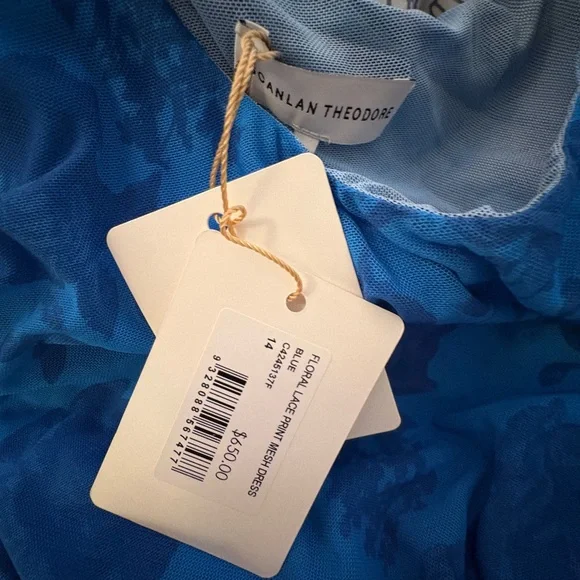 SCANLAN THEODORE
FLORAL LACE PRINT MESH DRESS
BLUE
C4245137F
14
$650.00
9328088567477